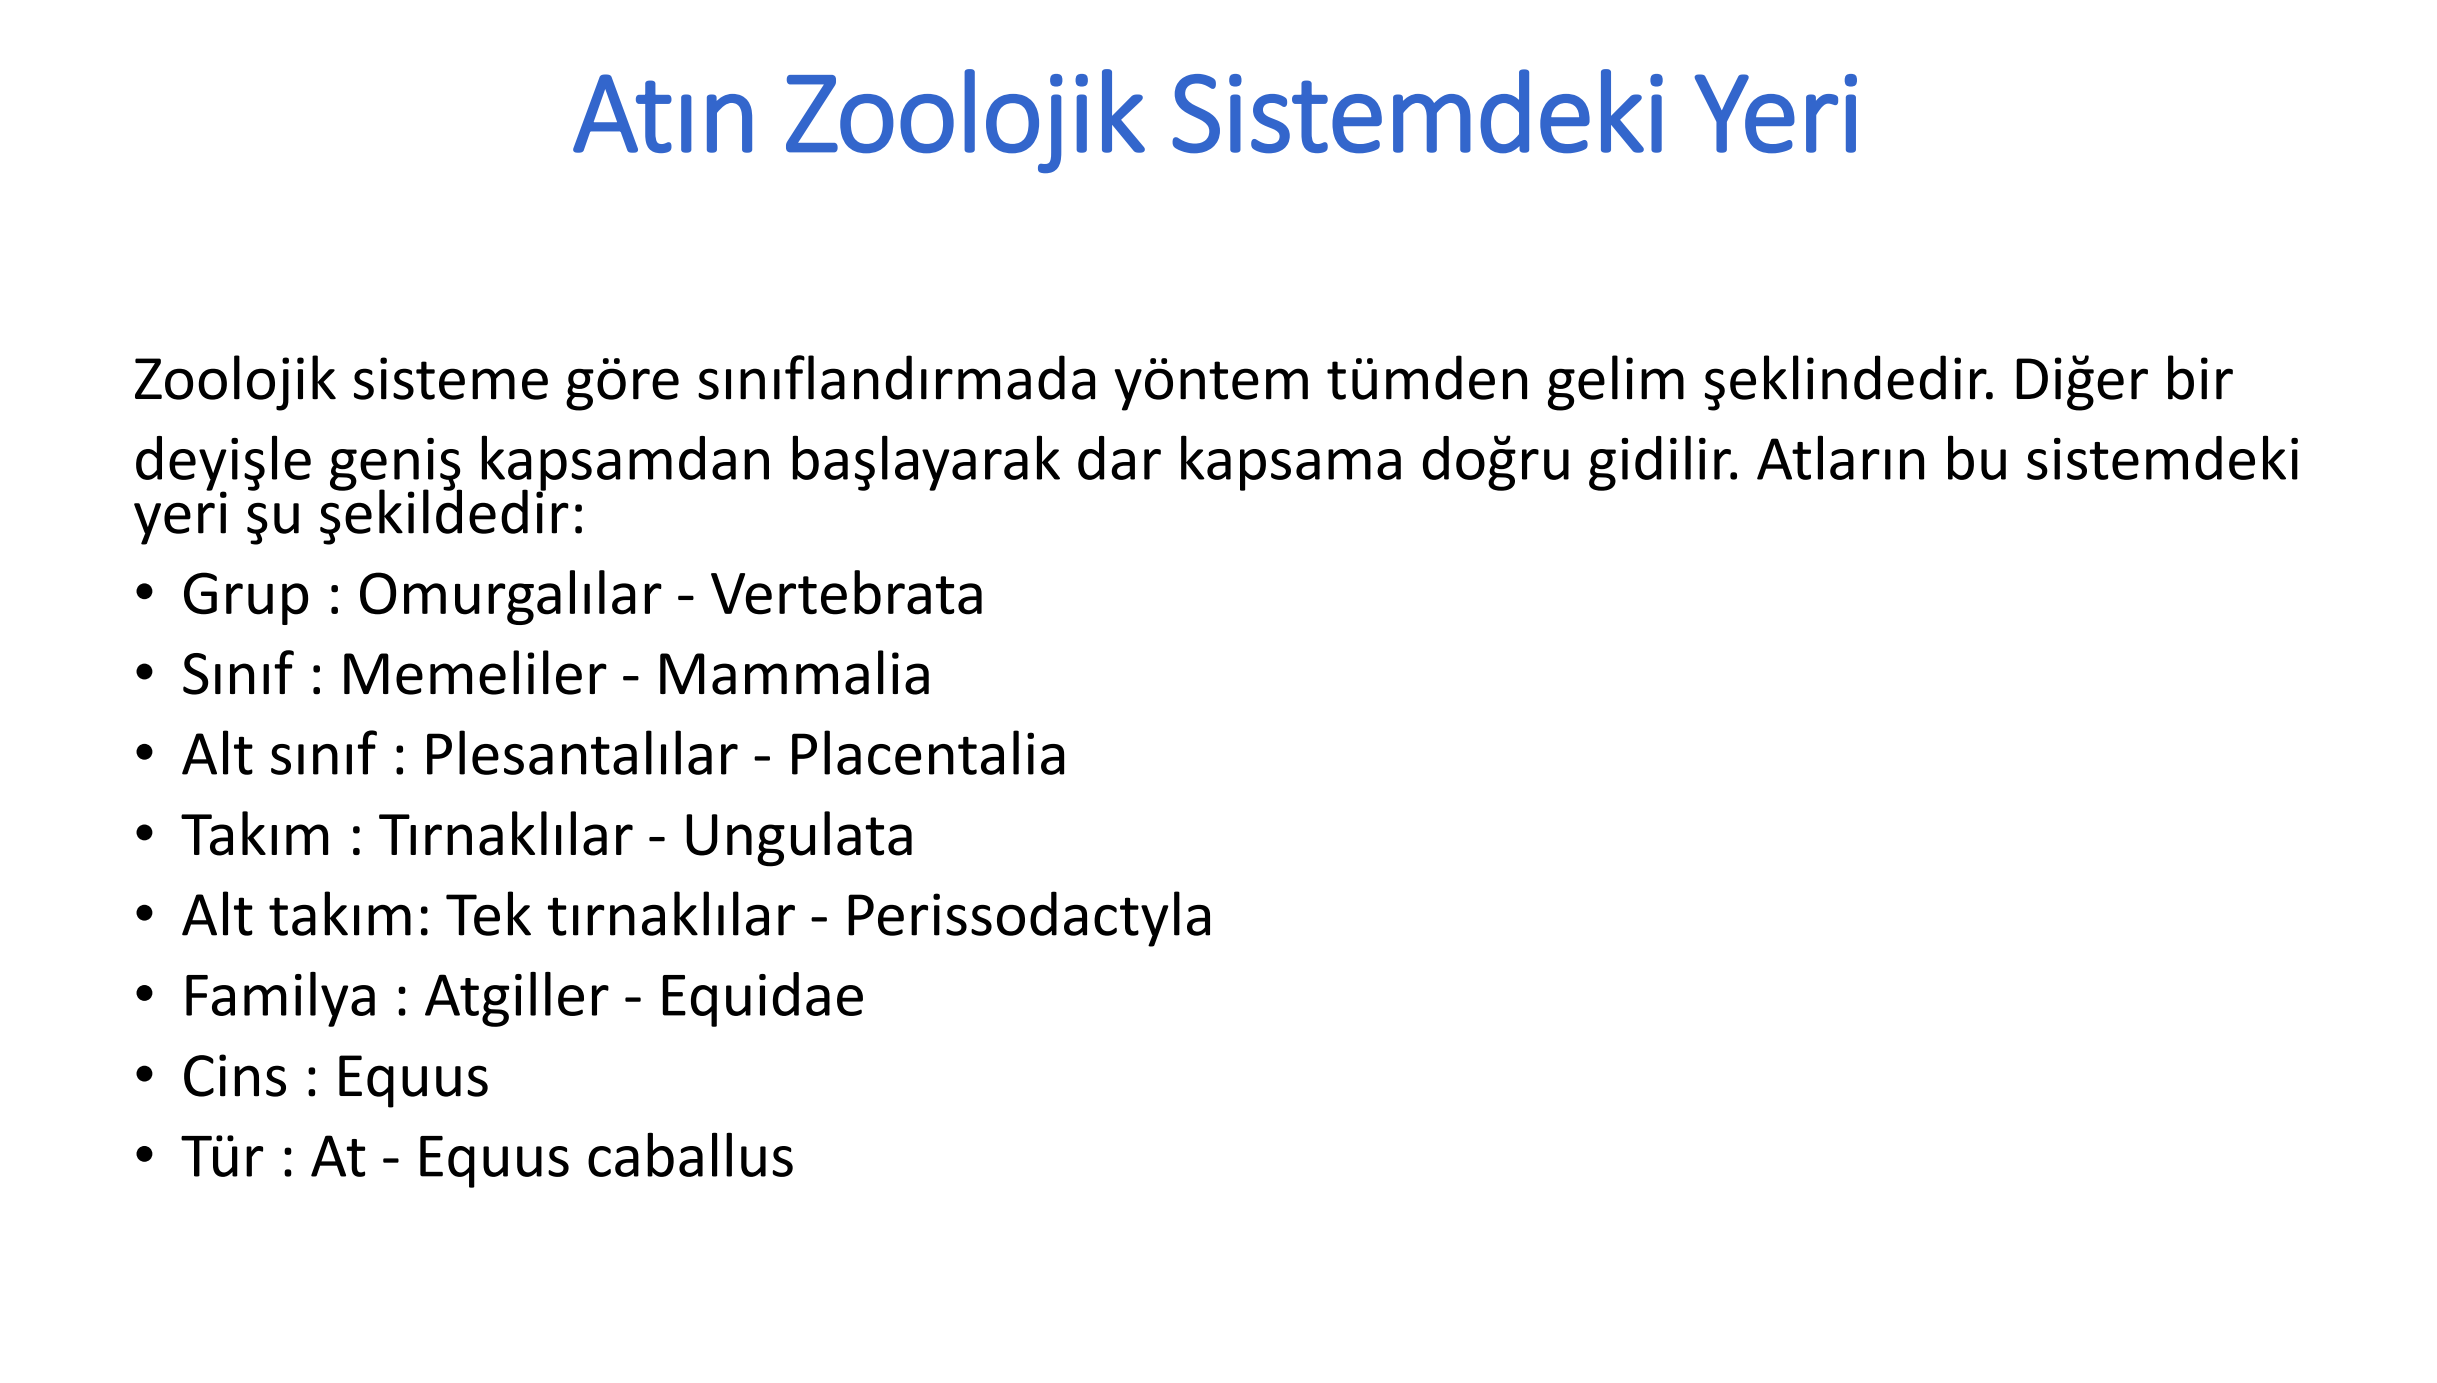 Atın Zoolojik Sistemdeki Yeri
Zoolojik sisteme göre sınıflandırmada yöntem tümden gelim şeklindedir. Diğer bir
deyişle geniş kapsamdan başlayarak dar kapsama doğru gidilir. Atların bu sistemdeki
yeri şu şekildedir:
• Grup : Omurgalılar - Vertebrata
• Sınıf : Memeliler - Mammalia
• Alt sınıf : Plesantalılar - Placentalia
• Takım : Tırnaklılar - Ungulata
• Alt takım: Tek tırnaklılar - Perissodactyla
• Familya : Atgiller - Equidae
• Cins : Equus
• Tür : At - Equus caballus